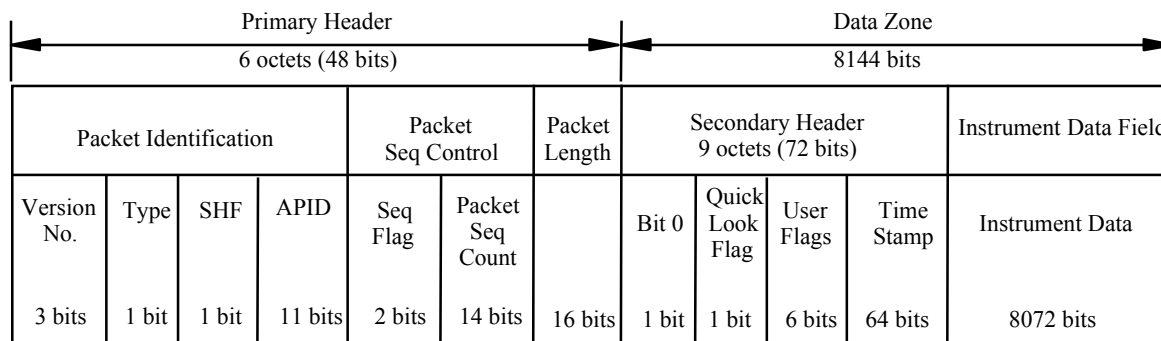 Primary Header
Data Zone
6 octets (48 bits)
8144 bits
Packet Identification
Packet
Seq Control
Packet
Length
Secondary Header
9 octets (72 bits)
Instrument Data Field
Version
No.
Type
SHF
APID
Seq
Flag
Packet
Seq
Count
Bit 0
Quick
Look
Flag
User
Flags
Time
Stamp
Instrument Data
3 bits
1 bit
1 bit
11 bits
2 bits
14 bits
16 bits
1 bit
1 bit
6 bits
64 bits
8072 bits